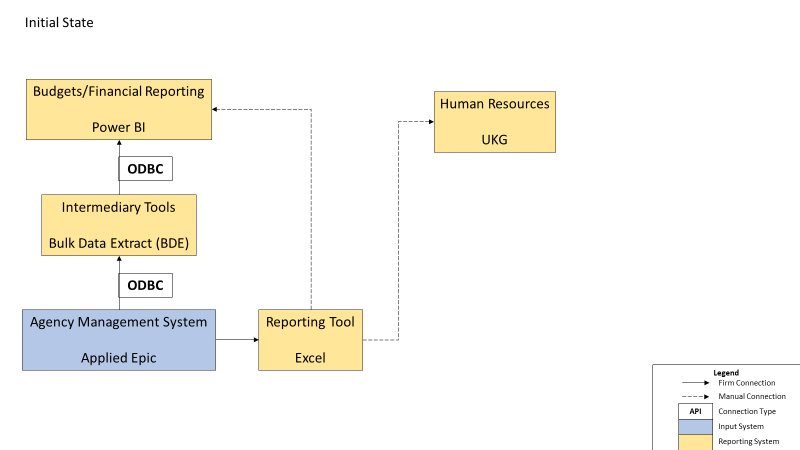 Initial State
Budgets/Financial Reporting
Power BI
Human Resources
UKG
ODBC
Intermediary Tools
Bulk Data Extract (BDE)
ODBC
Agency Management System
Applied Epic
Reporting Tool
Excel
Legend
Firm Connection
Manual Connection
API
Connection Type
Input System
Reporting System